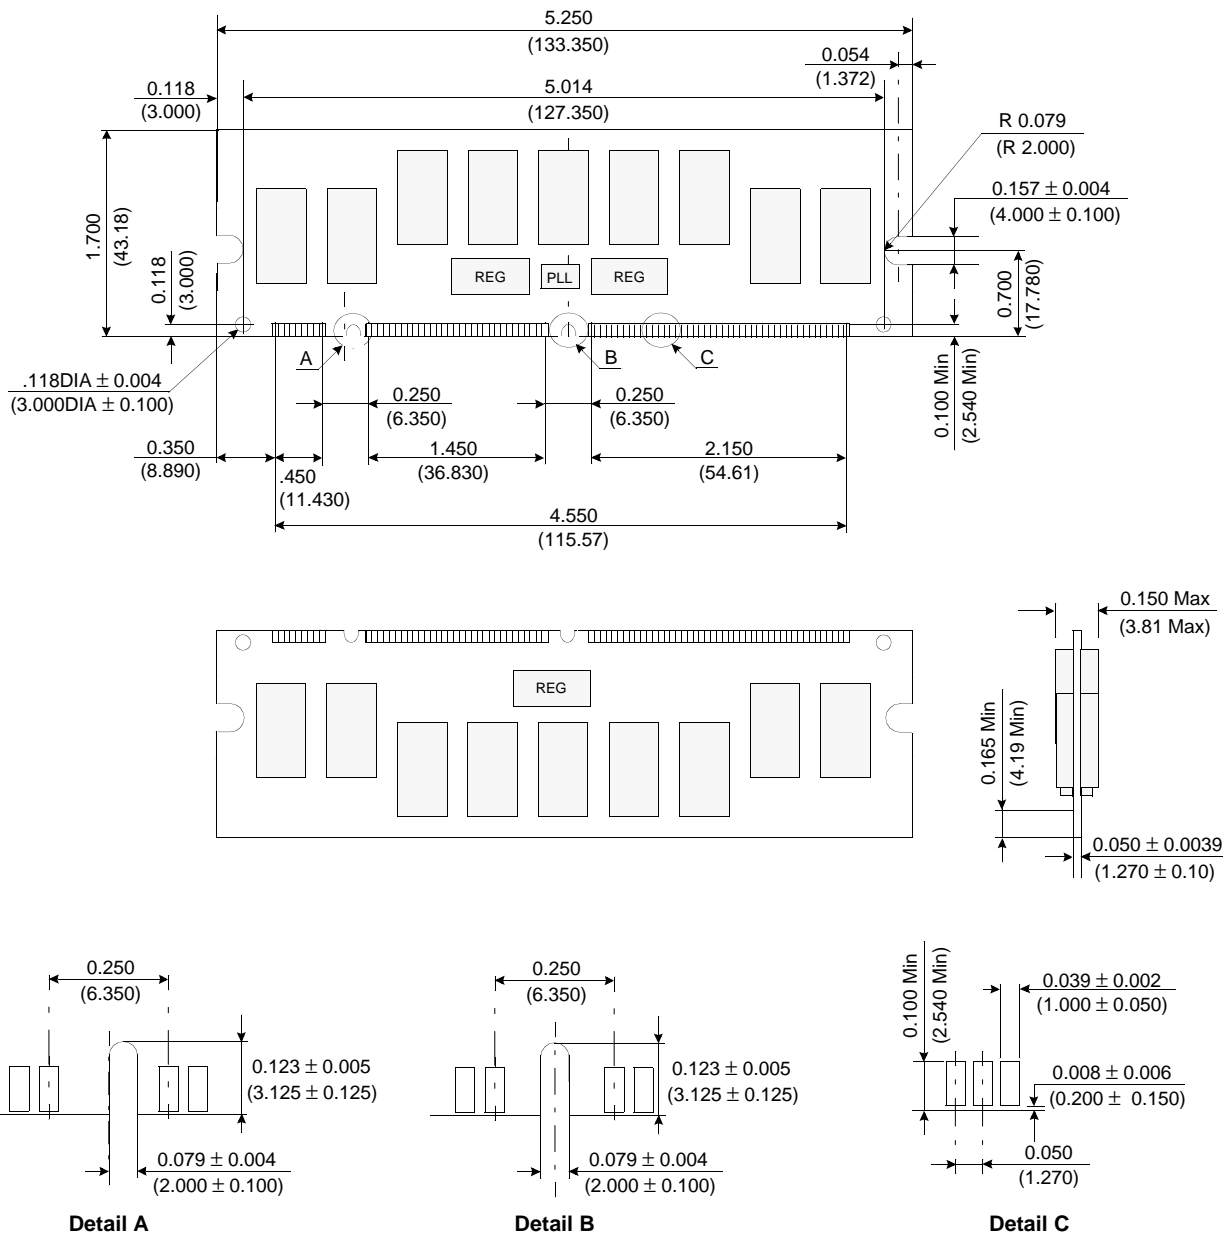 5.250
(133.350)
0.054
(1.372)
0.118
(3.000)
5.014
(127.350)
R 0.079
(R 2.000)
0.157 ± 0.004
(4.000 ± 0.100)
1.700
(43.18)
0.118
(3.000)
REG
PLL
REG
0.700
(17.780)
A
B
C
.118DIA ± 0.004
(3.000DIA ± 0.100)
0.250
(6.350)
0.250
(6.350)
0.100 Min
(2.540 Min)
0.350
(8.890)
.450
(11.430)
1.450
(36.830)
2.150
(54.61)
4.550
(115.57)
0.150 Max
(3.81 Max)
REG
0.165 Min
(4.19 Min)
0.050 ± 0.0039
(1.270 ± 0.10)
0.250
(6.350)
0.123 ± 0.005
(3.125 ± 0.125)
0.079 ± 0.004
(2.000 ± 0.100)
Detail A
0.250
(6.350)
0.123 ± 0.005
(3.125 ± 0.125)
0.079 ± 0.004
(2.000 ± 0.100)
Detail B
0.100 Min
(2.540 Min)
0.039 ± 0.002
(1.000 ± 0.050)
0.008 ± 0.006
(0.200 ± 0.150)
0.050
(1.270)
Detail C